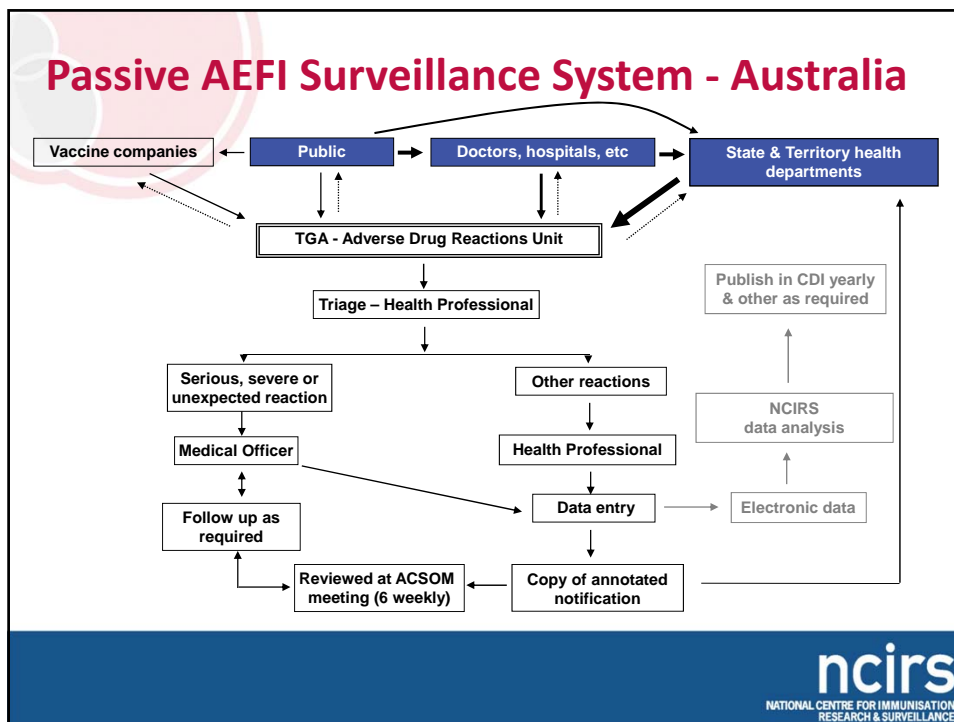 Passive AEFI Surveillance System - Australia
Vaccine companies
Public
Doctors, hospitals, etc
State & Territory health
departments
TGA - Adverse Drug Reactions Unit
Triage – Health Professional
Publish in CDI yearly
& other as required
Serious, severe or
unexpected reaction
Other reactions
NCIRS
data analysis
Medical Officer
Health Professional
Follow up as
required
Data entry
Electronic data
Reviewed at ACSOM
meeting (6 weekly)
Copy of annotated
notification
ncirs
NATIONAL CENTRE FOR IMMUNISATION
RESEARCH & SURVEILLANCE